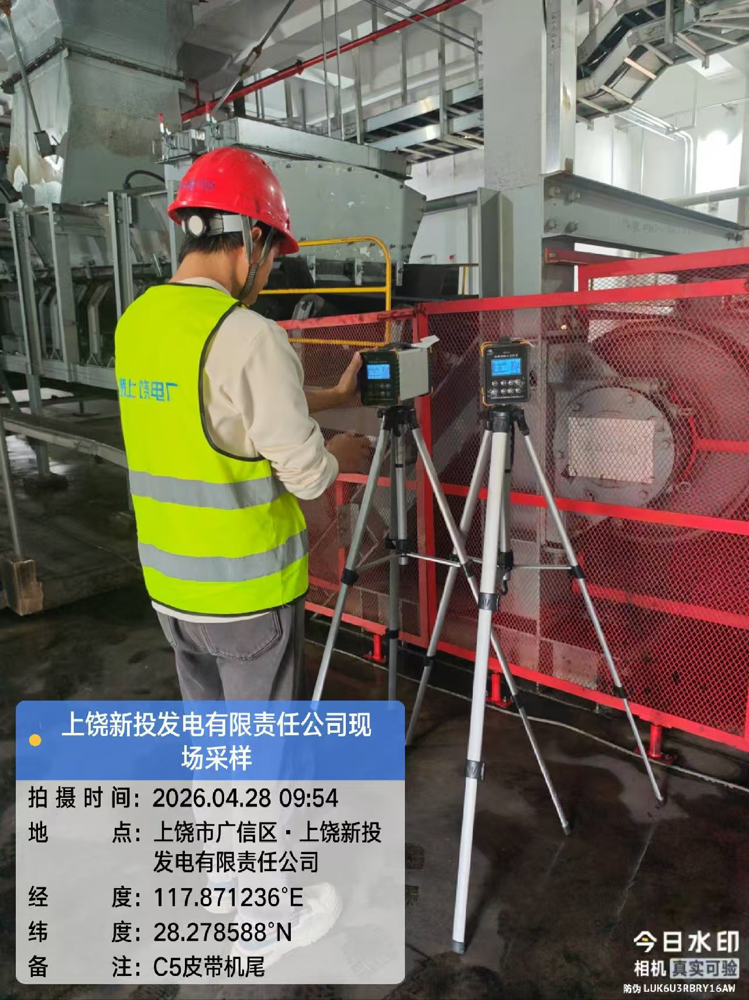 上饶电厂
上饶新投发电有限责任公司现
场采样
拍摄时间：2026.04.28 09:54
地点：上饶市广信区·上饶新投
发电有限责任公司
经度：117.871236°E
纬度：28.278588°N
备注：C5皮带机尾
今日水印
相机 真实可验
防伪 LUK6U3RBRY16AW